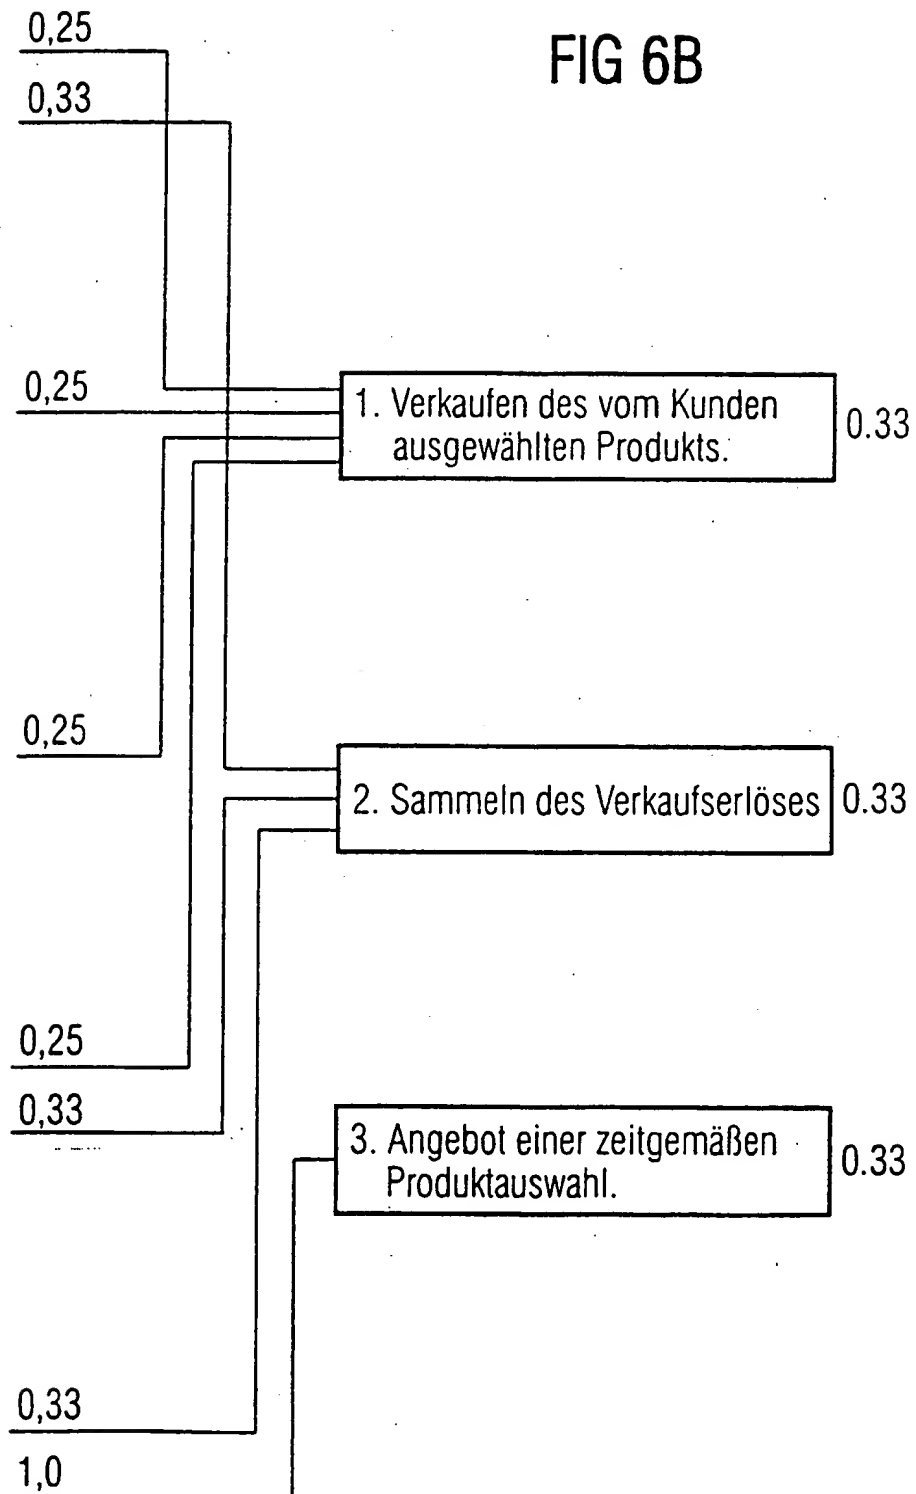 0,25
FIG 6B
0,33
0,25
1. Verkaufen des vom Kunden
ausgewählten Produkts.
0.33
0,25
2. Sammeln des Verkaufserlöses
0.33
0,25
0,33
3. Angebot einer zeitgemäßen
Produktauswahl.
0.33
0,33
1,0